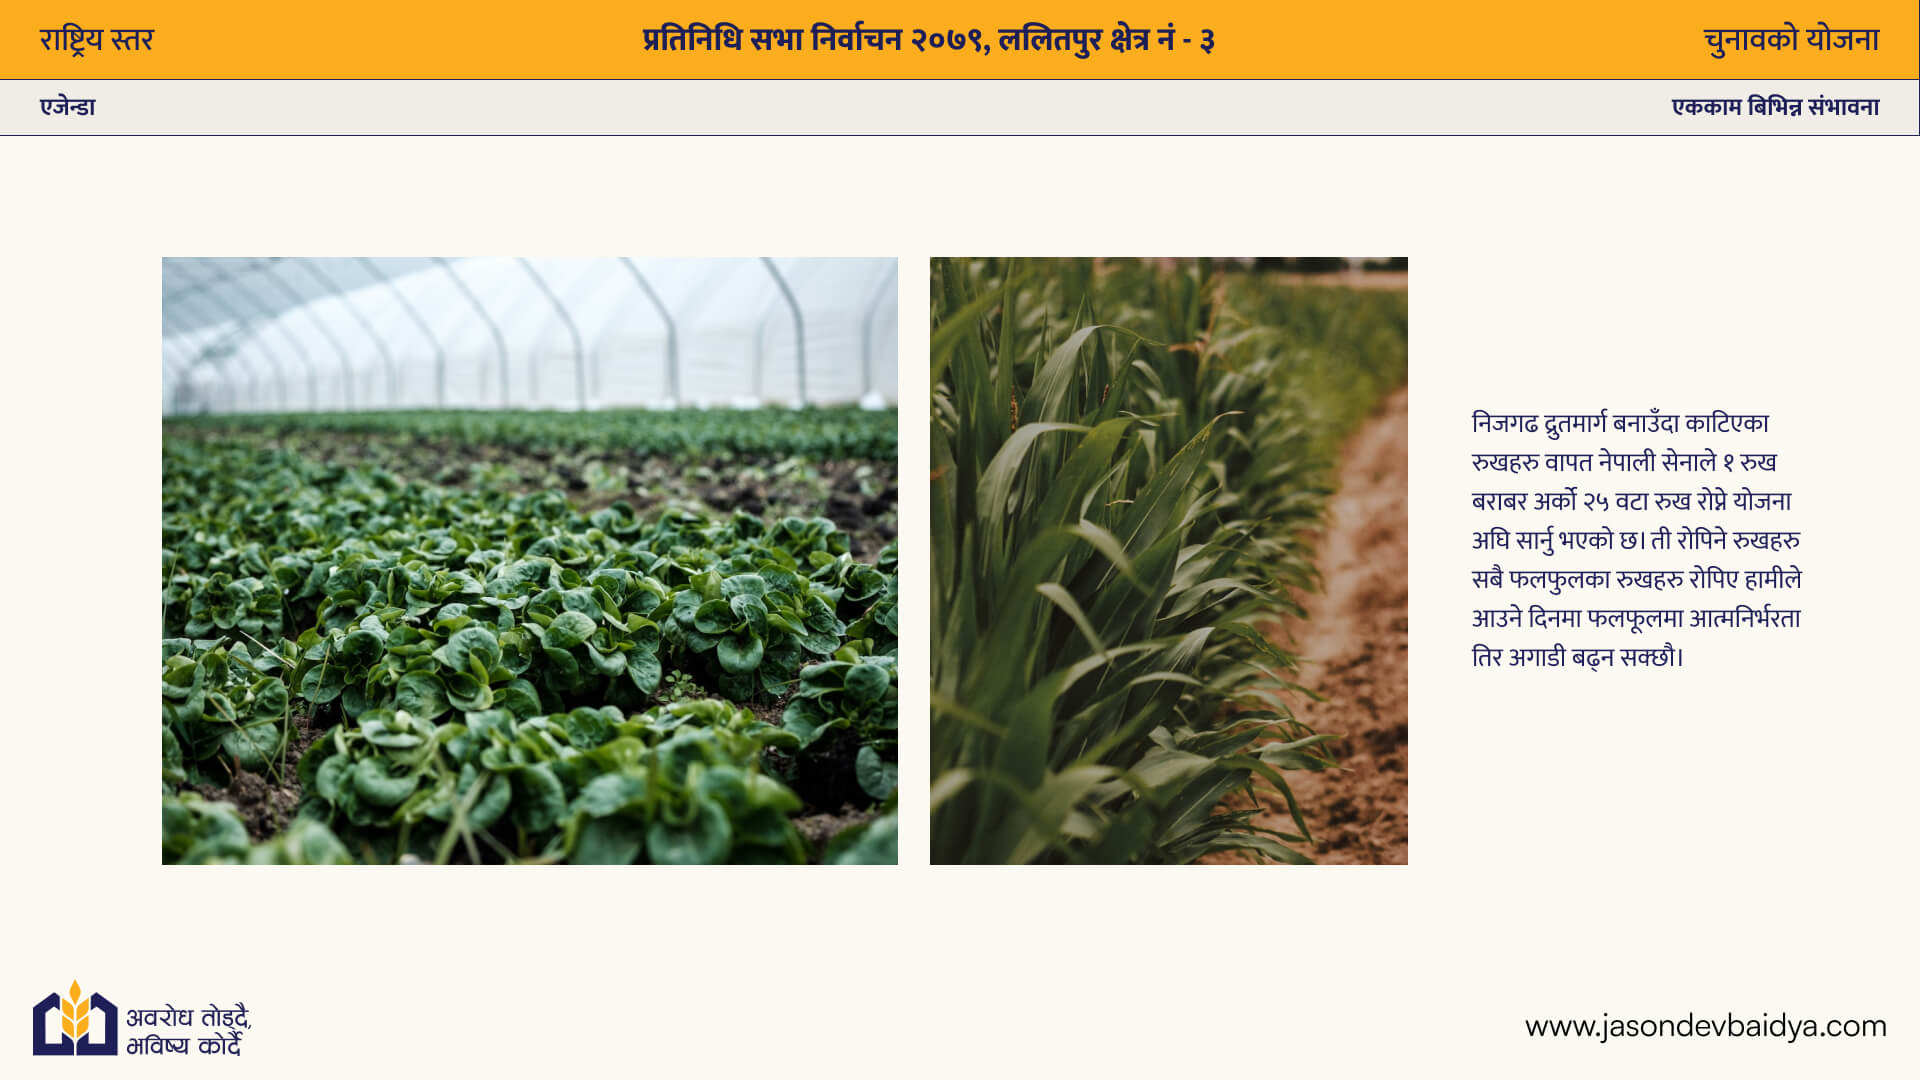 राष्ट्रिय स्तर
प्रतिनिधि सभा निर्वाचन २०७९, ललितपुर क्षेत्र नं - ३
चुनावको योजना
एजेन्डा
एककाम बिभिन्न संभावना
निजगढ द्रुतमार्ग बनाउँदा काटिएका
रुखहरु वापत नेपाली सेनाले १ रुख
बराबर अर्को २५ वटा रुख रोप्ने योजना
अघि सार्नु भएको छ। ती रोपिने रुखहरु
सबै फलफुलका रुखहरु रोपिए हामीले
आउने दिनमा फलफूलमा आत्मनिर्भरता
तिर अगाडी बढ्न सक्छौ।
अवरोध तोड्दै,
भविष्य कोर्दै
www.jasondevbaidya.com